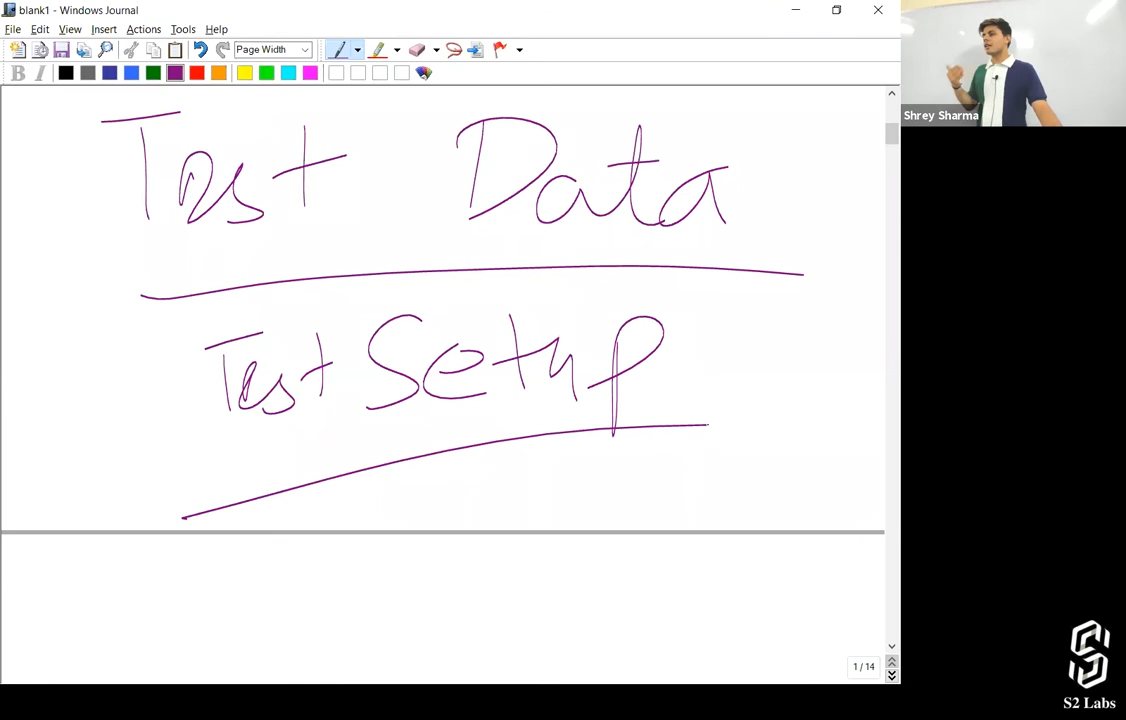 blank1 - Windows Journal
File Edit View Insert Actions Tools Help
Page Width
B I
Shrey Sharma
Test Data
Test Setup
1 / 14
S2 Labs